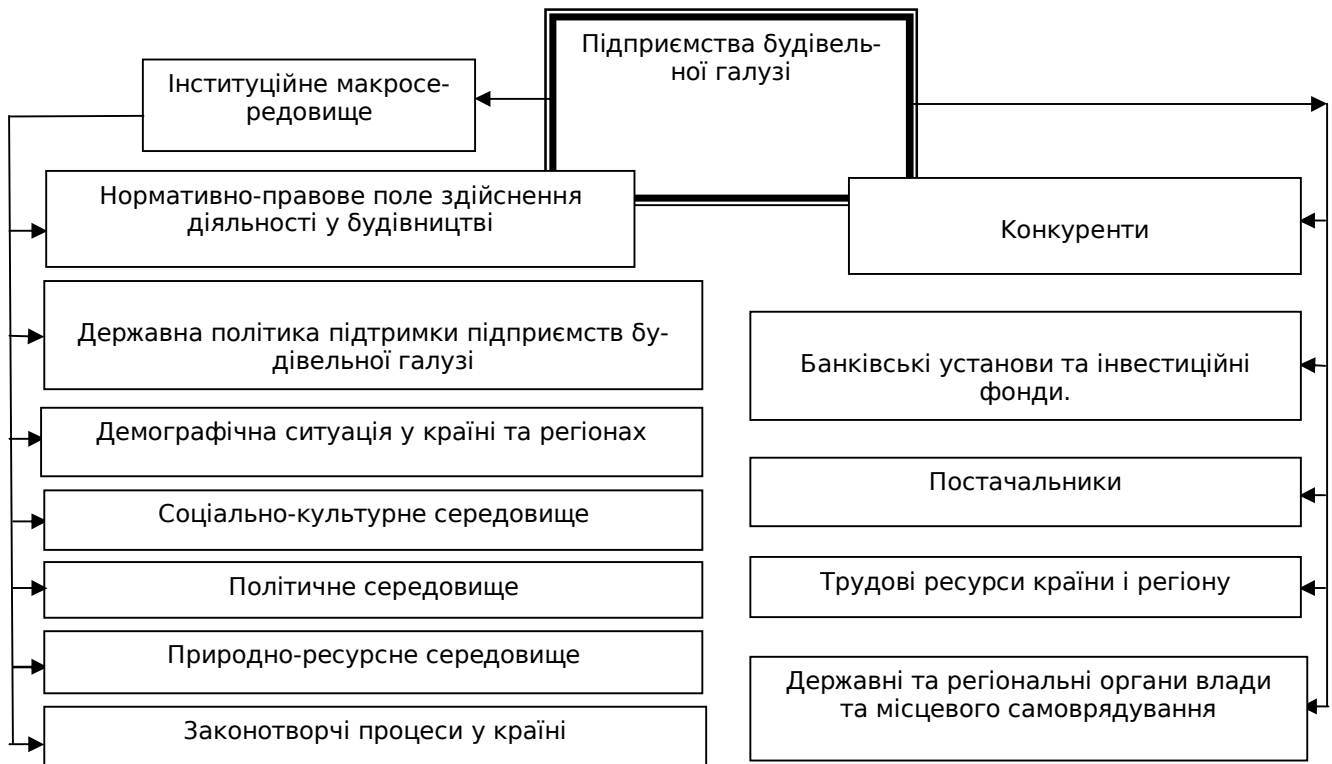 Підприємства будівель-
ної галузі
Інституційне макросе-
редовище
Нормативно-правове поле здійснення
діяльності у будівництві
Державна політика підтримки підприємств бу-
дівельної галузі
Демографічна ситуація у країні та регіонах
Соціально-культурне середовище
Політичне середовище
Природно-ресурсне середовище
Законотворчі процеси у країні
Конкуренти
Банківські установи та інвестиційні
фонди.
Постачальники
Трудові ресурси країни і регіону
Державні та регіональні органи влади
та місцевого самоврядування